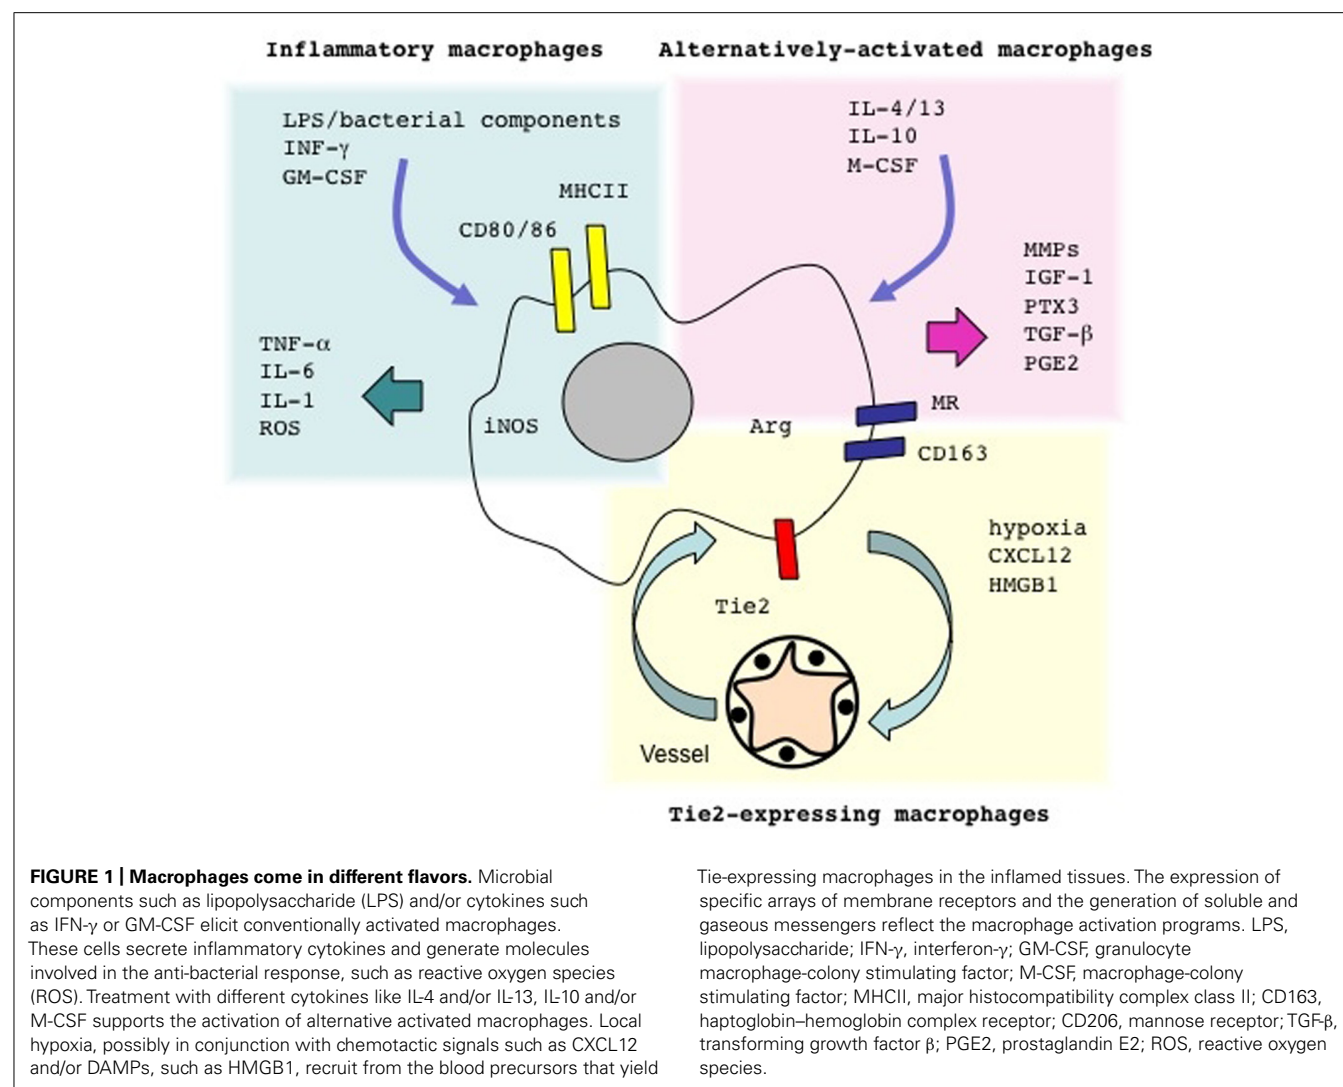 Inflammatory macrophages
Alternatively-activated macrophages
LPS/bacterial components
INF-γ
GM-CSF
MHCII
CD80/86
TNF-α
IL-6
IL-1
ROS
iNOS
IL-4/13
IL-10
M-CSF
MMPs
IGF-1
PTX3
TGF-β
PGE2
Arg
MR
CD163
hypoxia
CXCL12
HMGB1
Tie2
Vessel
Tie2-expressing macrophages
FIGURE 1 | Macrophages come in different flavors. Microbial
components such as lipopolysaccharide (LPS) and/or cytokines such
as IFN-γ or GM-CSF elicit conventionally activated macrophages.
These cells secrete inflammatory cytokines and generate molecules
involved in the anti-bacterial response, such as reactive oxygen species
(ROS). Treatment with different cytokines like IL-4 and/or IL-13, IL-10 and/or
M-CSF supports the activation of alternative activated macrophages. Local
hypoxia, possibly in conjunction with chemotactic signals such as CXCL12
and/or DAMPs, such as HMGB1, recruit from the blood precursors that yield
Tie-expressing macrophages in the inflamed tissues. The expression of
specific arrays of membrane receptors and the generation of soluble and
gaseous messengers reflect the macrophage activation programs. LPS,
lipopolysaccharide; IFN-γ, interferon-γ; GM-CSF, granulocyte
macrophage-colony stimulating factor; M-CSF, macrophage-colony
stimulating factor; MHCII, major histocompatibility complex class II; CD163,
haptoglobin–hemoglobin complex receptor; CD206, mannose receptor; TGF-β,
transforming growth factor β; PGE2, prostaglandin E2; ROS, reactive oxygen
species.